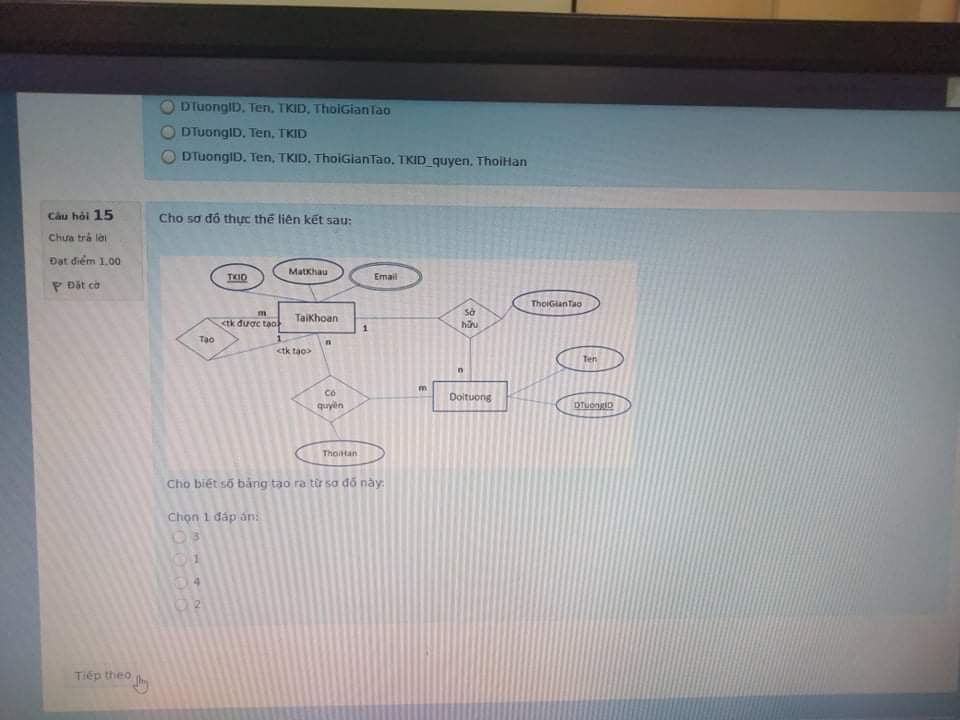 DTuongID, Ten, TKID, ThoiGianTao
DTuongID, Ten, TKID
DTuongID, Ten, TKID, ThoiGianTao, TKID_quyen, ThoiHan
Câu hỏi 15
Chưa trả lời
Đạt điểm 1,00
Đặt cờ
Cho sơ đồ thực thể liên kết sau:
TKID
MatKhau
Email
ThoiGianTao
m
TaiKhoan
Sở
hữu
<tk được tạo>
1
Tạo
1
n
<tk tạo>
Ten
n
m
Có
quyền
Doituong
DTuongID
ThoiHan
Cho biết số bảng tạo ra từ sơ đồ này:
Chọn 1 đáp án:
3
1
4
2
Tiếp theo